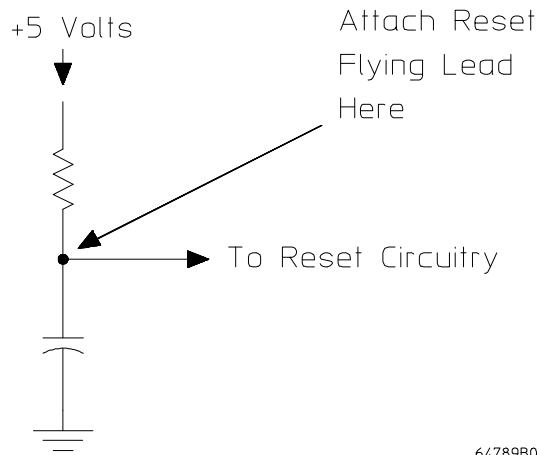 +5 Volts
Attach Reset
Flying Lead
Here
To Reset Circuitry
64789B0